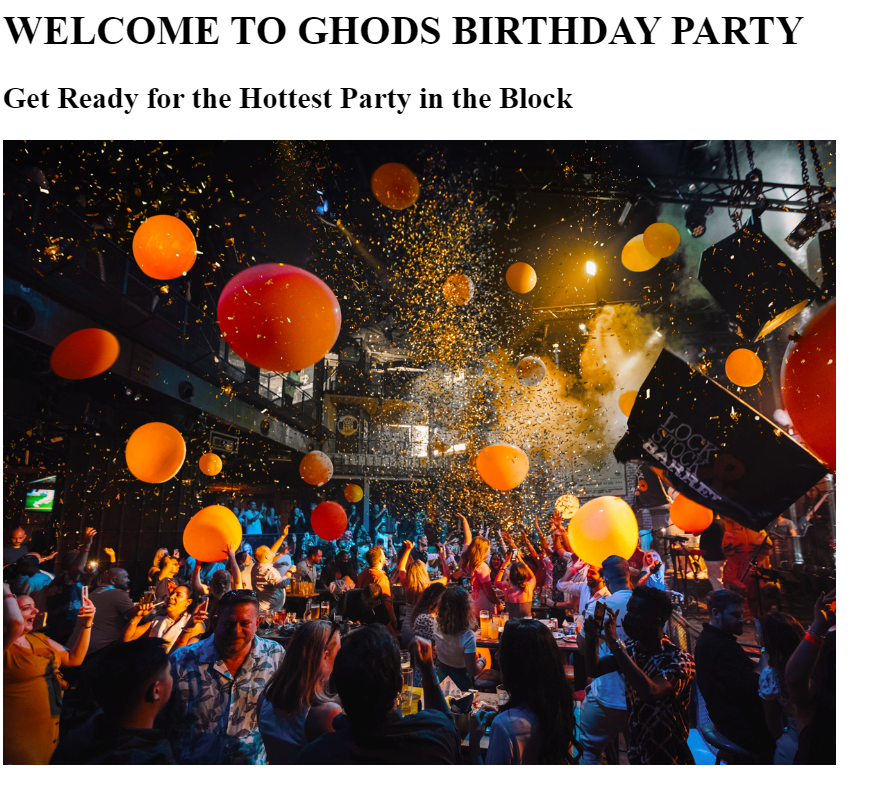 WELCOME TO GHODS BIRTHDAY PARTY
Get Ready for the Hottest Party in the Block
LOCK
STOCK
BARREL